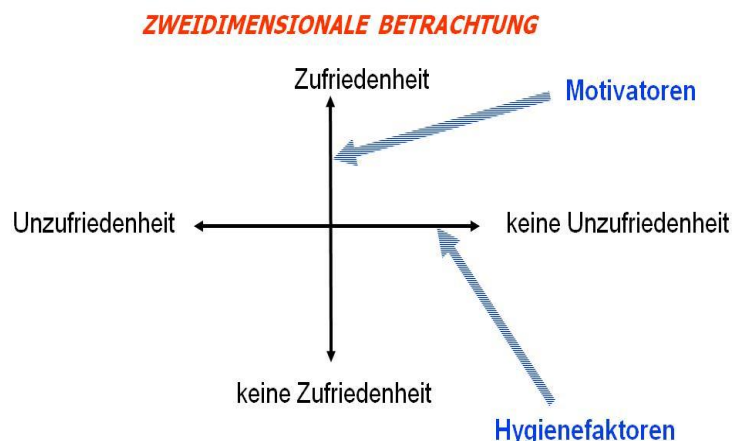 ZWEIDIMENSIONALE BETRACHTUNG
Zufriedenheit
Motivatoren
Unzufriedenheit
keine Unzufriedenheit
keine Zufriedenheit
Hygienefaktoren